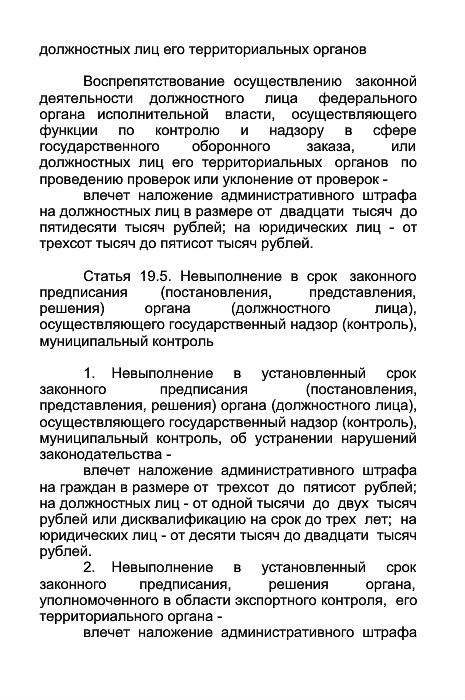 должностных лиц его территориальных органов
Воспрепятствование осуществлению законной
деятельности должностного лица федерального
органа исполнительной власти, осуществляющего
функции по контролю и надзору в сфере
государственного оборонного заказа, или
должностных лиц его территориальных органов по
проведению проверок или уклонение от проверок -
влечет наложение административного штрафа
на должностных лиц в размере от двадцати тысяч до
пятидесяти тысяч рублей; на юридических лиц - от
трехсот тысяч до пятисот тысяч рублей.
Статья 19.5. Невыполнение в срок законного
предписания (постановления, представления,
решения) органа (должностного лица),
осуществляющего государственный надзор (контроль),
муниципальный контроль
1. Невыполнение в установленный срок
законного предписания (постановления,
представления, решения) органа (должностного лица),
осуществляющего государственный надзор (контроль),
муниципальный контроль, об устранении нарушений
законодательства -
влечет наложение административного штрафа
на граждан в размере от трехсот до пятисот рублей;
на должностных лиц - от одной тысячи до двух тысяч
рублей или дисквалификацию на срок до трех лет; на
юридических лиц - от десяти тысяч до двадцати тысяч
рублей.
2. Невыполнение в установленный срок
законного предписания, решения органа,
уполномоченного в области экспортного контроля, его
территориального органа -
влечет наложение административного штрафа